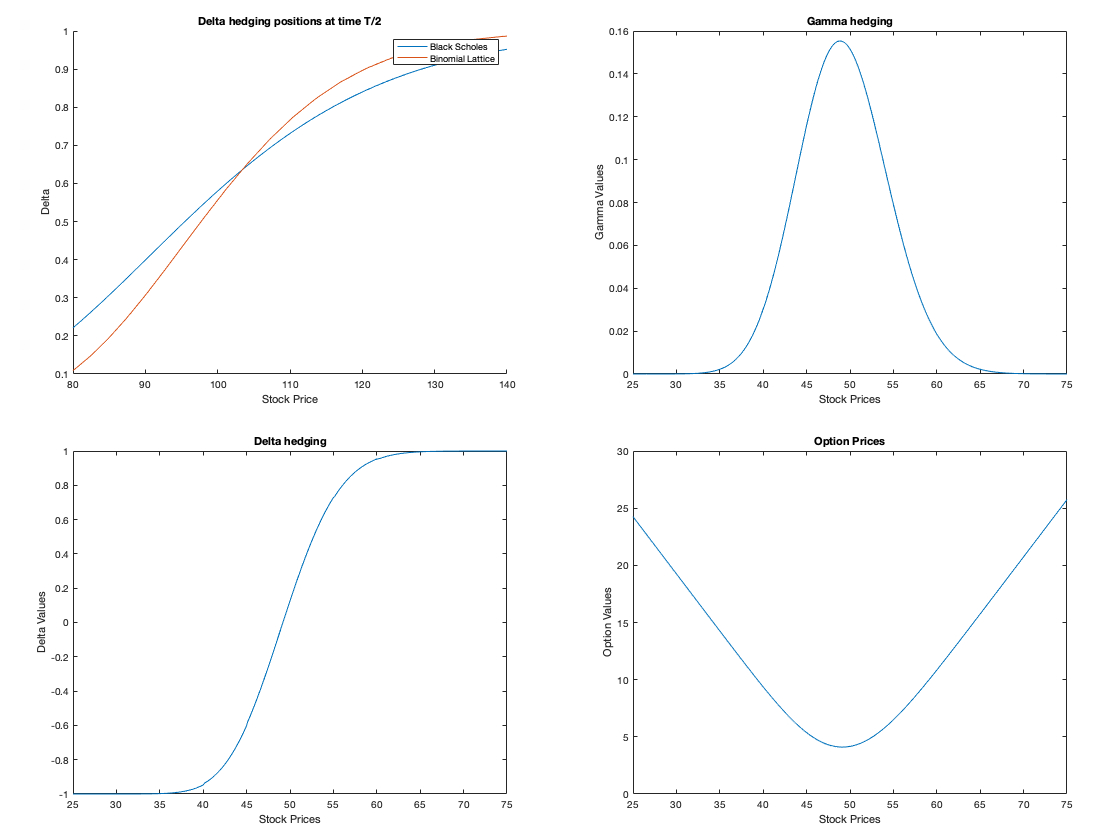 Delta hedging positions at time T/2
1
0.9
0.8
0.7
0.6
0.5
0.4
0.3
0.2
0.1
Delta
Black Scholes
Binomial Lattice
80 90 100 110 120 130 140
Stock Price
Gamma hedging
0.16
0.14
0.12
0.1
0.08
0.06
0.04
0.02
0
Gamma Values
25 30 35 40 45 50 55 60 65 70 75
Stock Prices
Delta hedging
1
0.8
0.6
0.4
0.2
0
-0.2
-0.4
-0.6
-0.8
-1
Delta Values
25 30 35 40 45 50 55 60 65 70 75
Stock Prices
Option Prices
30
25
20
15
10
5
0
Option Values
25 30 35 40 45 50 55 60 65 70 75
Stock Prices